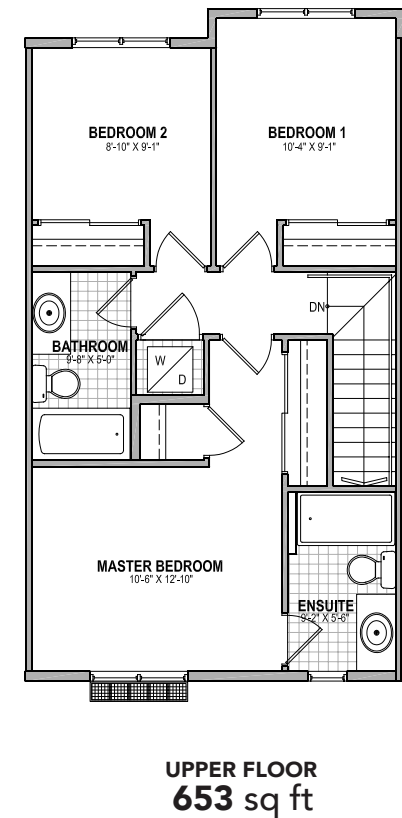 BEDROOM 2
8'-10" X 9'-1"
BEDROOM 1
10'-4" X 9'-1"
DN
BATHROOM
9'-8" X 5'-0"
W
D
MASTER BEDROOM
10'-6" X 12'-10"
ENSUITE
9'-2" X 5'-6"
UPPER FLOOR
653 sq ft